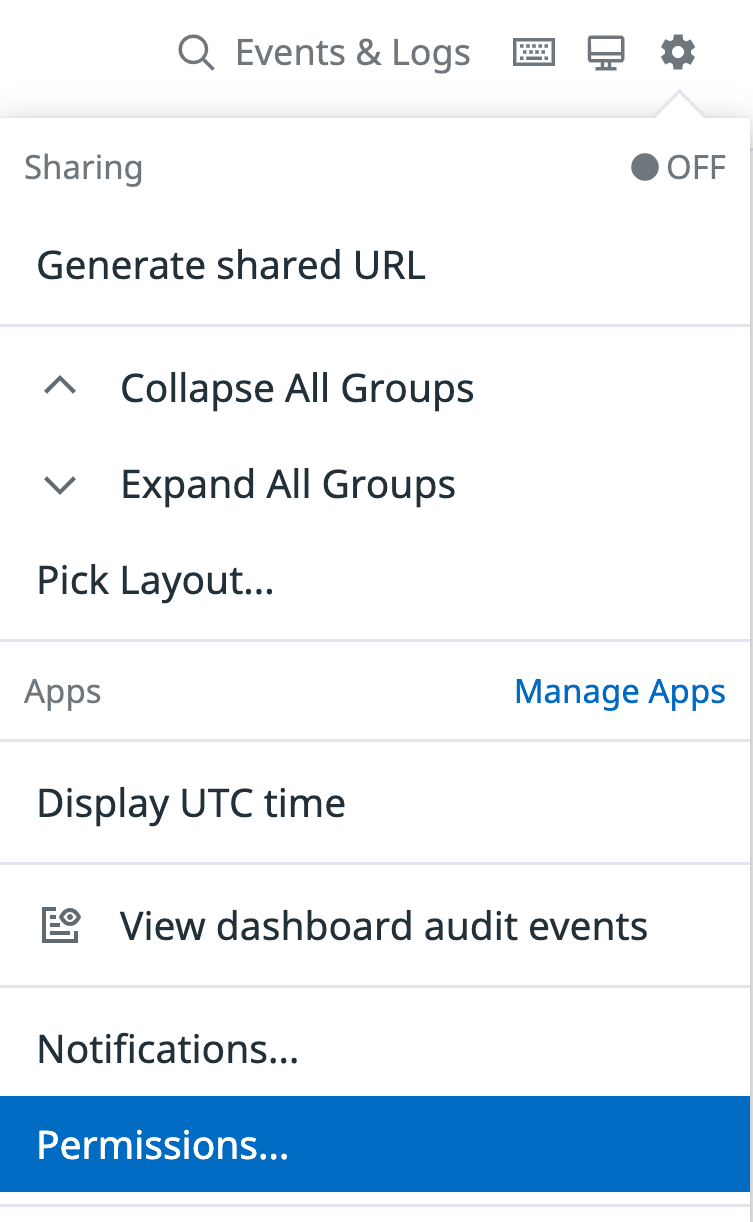 Events & Logs
Sharing OFF
Generate shared URL
Collapse All Groups
Expand All Groups
Pick Layout...
Apps Manage Apps
Display UTC time
View dashboard audit events
Notifications...
Permissions...